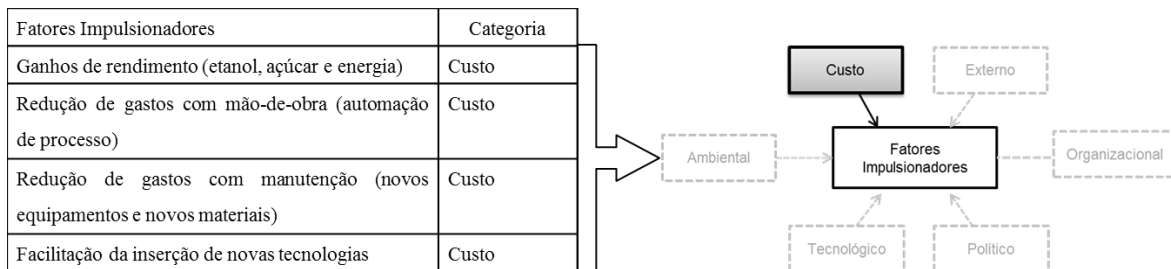 Fatores Impulsionadores Categoria
Ganhos de rendimento (etanol, açúcar e energia) Custo
Redução de gastos com mão-de-obra (automação Custo
de processo)
Redução de gastos com manutenção (novos Custo
equipamentos e novos materiais)
Facilitação da inserção de novas tecnologias Custo
Custo
Externo
Ambiental
Fatores
Impulsionadores
Organizacional
Tecnológico
Político